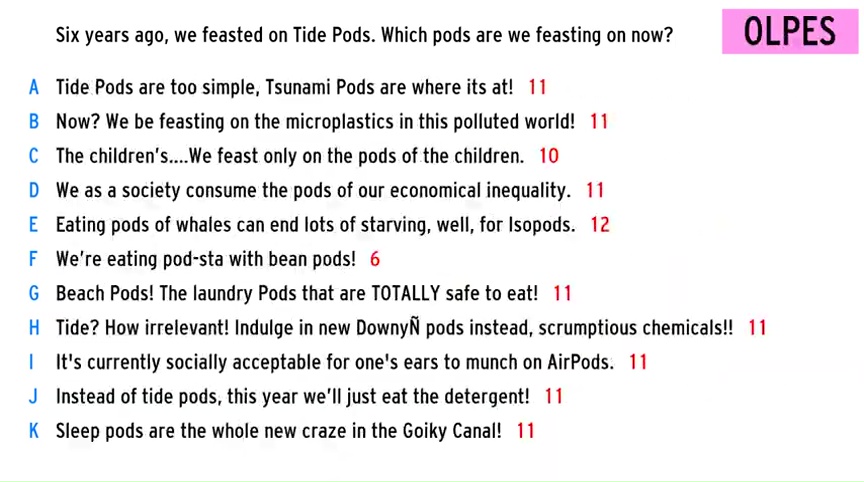 Six years ago, we feasted on Tide Pods. Which pods are we feasting on now?
OLPES
A Tide Pods are too simple, Tsunami Pods are where its at! 11
B Now? We be feasting on the microplastics in this polluted world! 11
C The children's....We feast only on the pods of the children. 10
D We as a society consume the pods of our economical inequality. 11
E Eating pods of whales can end lots of starving, well, for Isopods. 12
F We're eating pod-sta with bean pods! 6
G Beach Pods! The laundry Pods that are TOTALLY safe to eat! 11
H Tide? How irrelevant! Indulge in new DownyÑ pods instead, scrumptious chemicals!! 11
I It's currently socially acceptable for one's ears to munch on AirPods. 11
J Instead of tide pods, this year we'll just eat the detergent! 11
K Sleep pods are the whole new craze in the Goiky Canal! 11